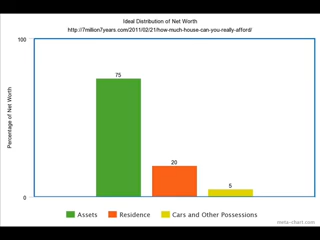 Ideal Distribution of Net Worth
http://7million7years.com/2011/02/21/how-much-house-can-you-really-afford/
100
Percentage of Net Worth
75
20
5
0
Assets Residence Cars and Other Possessions
meta-chart.com